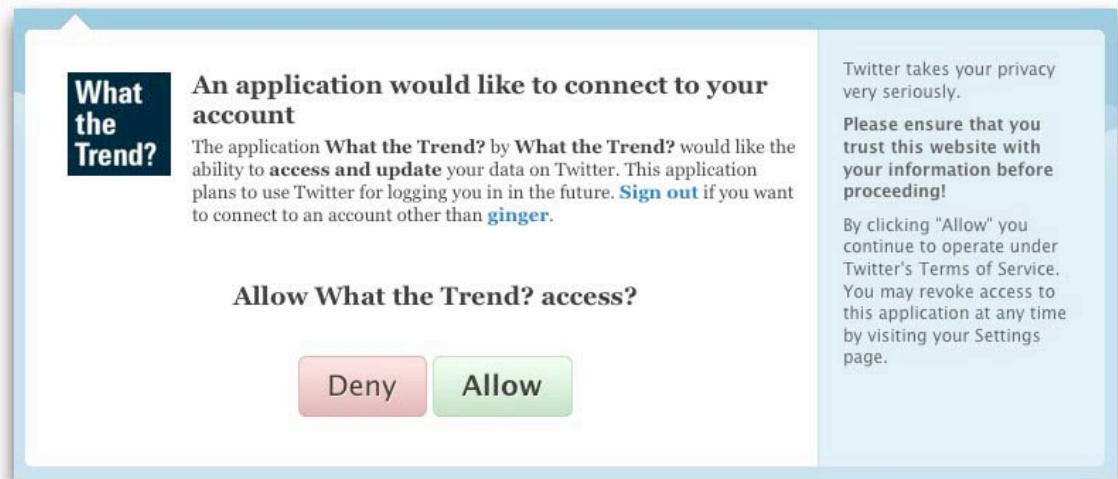 What
the
Trend?
An application would like to connect to your
account
The application What the Trend? by What the Trend? would like the
ability to access and update your data on Twitter. This application
plans to use Twitter for logging you in in the future. Sign out if you want
to connect to an account other than ginger.
Allow What the Trend? access?
Deny
Allow
Twitter takes your privacy
very seriously.
Please ensure that you
trust this website with
your information before
proceeding!
By clicking "Allow" you
continue to operate under
Twitter's Terms of Service.
You may revoke access to
this application at any time
by visiting your Settings
page.